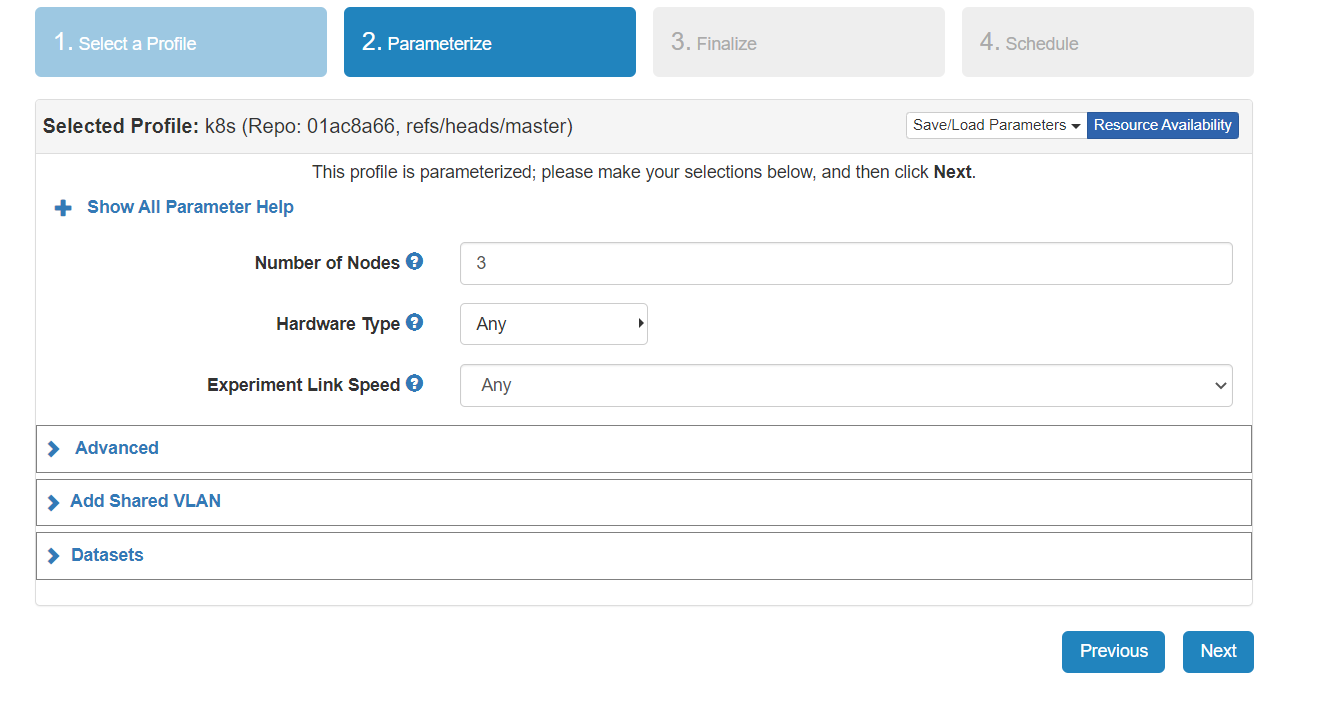 1. Select a Profile
2. Parameterize
3. Finalize
4. Schedule
Selected Profile: k8s (Repo: 01ac8a66, refs/heads/master)
Save/Load Parameters
Resource Availability
This profile is parameterized; please make your selections below, and then click Next.
Show All Parameter Help
Number of Nodes
3
Hardware Type
Any
Experiment Link Speed
Any
Advanced
Add Shared VLAN
Datasets
Previous
Next